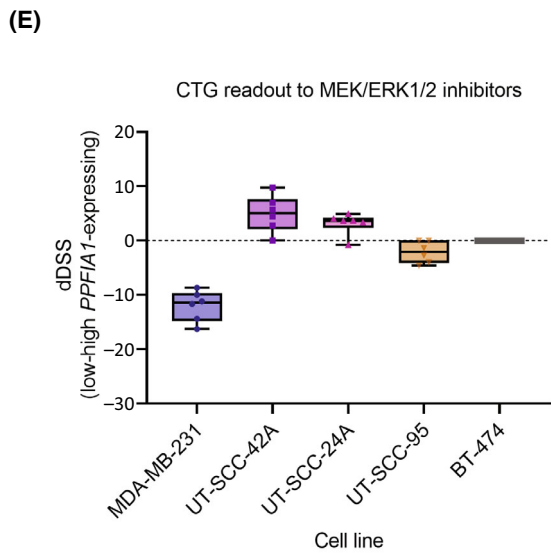 (E)
CTG readout to MEK/ERK1/2 inhibitors
dDSS
(low-high PPFIA1-expressing)
20
10
0
–10
–20
–30
MDA-MB-231
UT-SCC-42A
UT-SCC-24A
UT-SCC-95
BT-474
Cell line